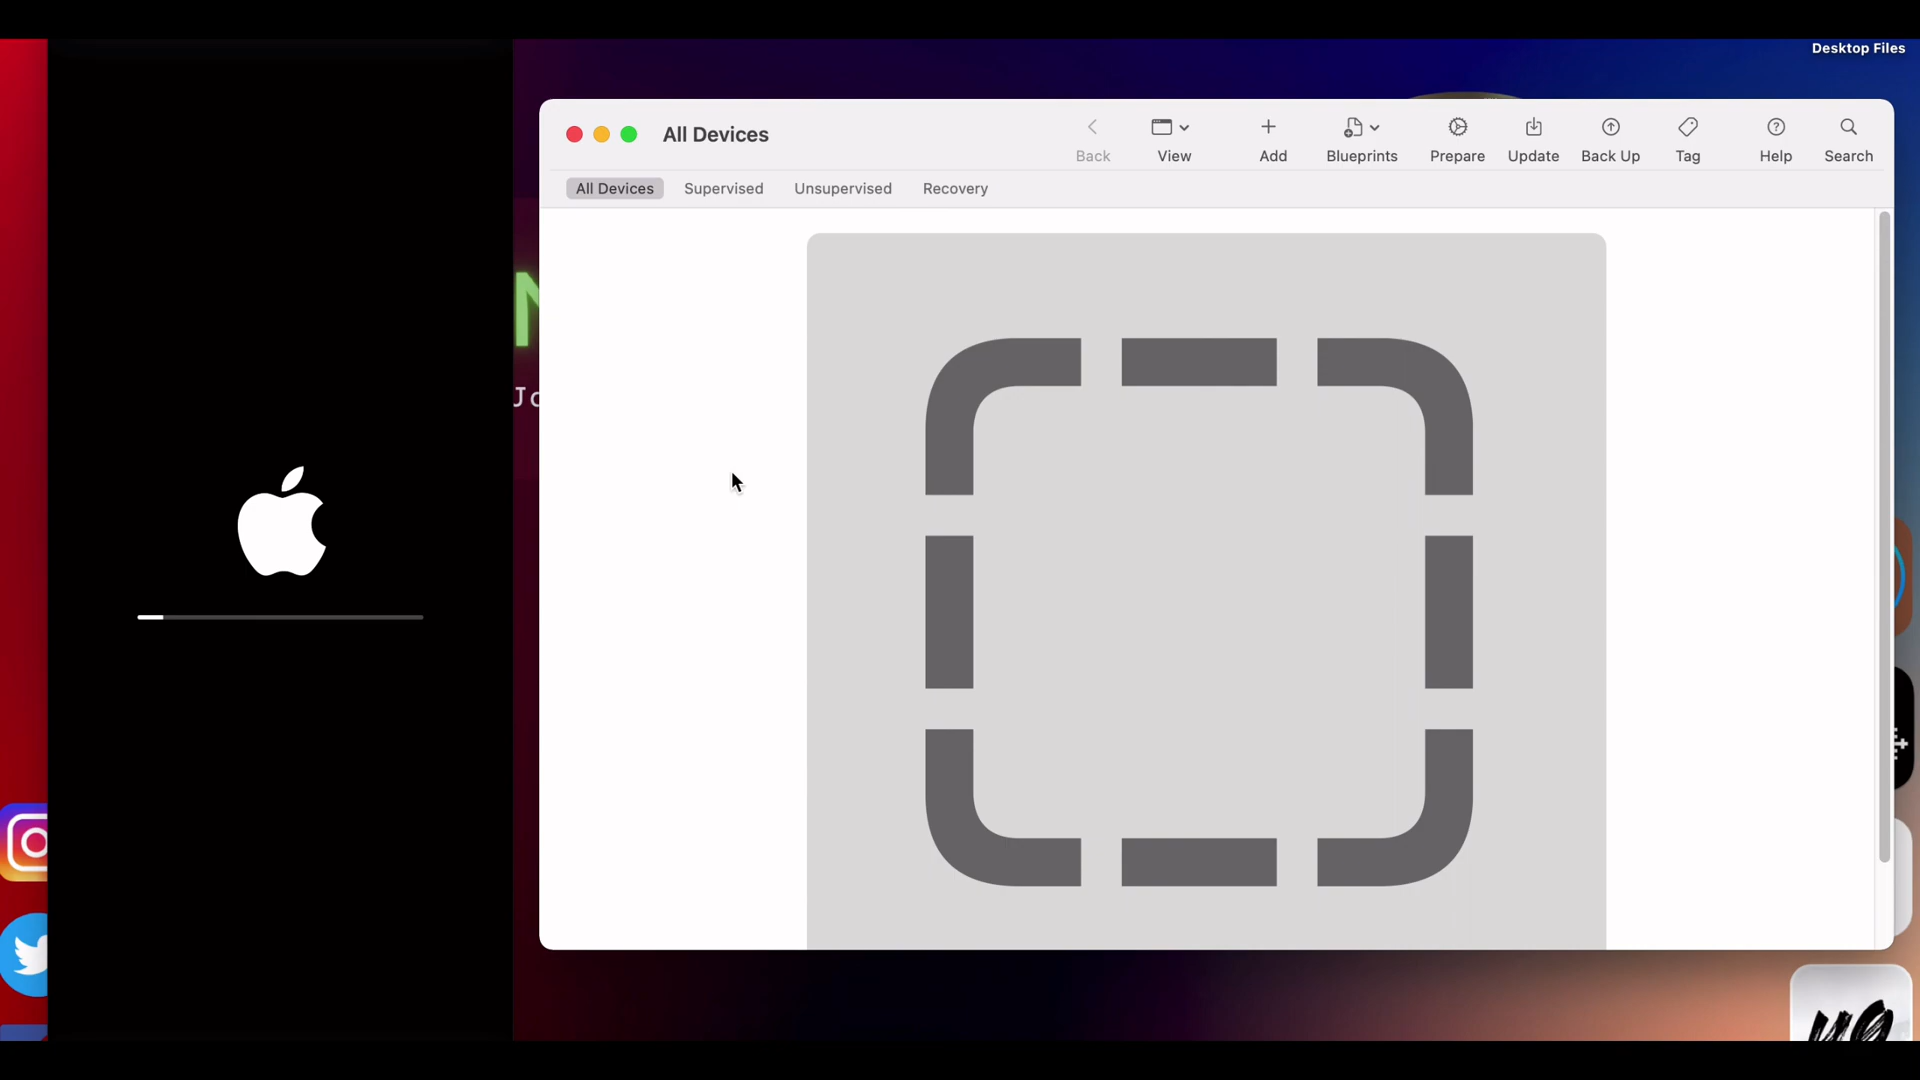 Desktop Files
All Devices
Back
View
Add
Blueprints
Prepare
Update
Back Up
Tag
Help
Search
All Devices
Supervised
Unsupervised
Recovery
N
Jo